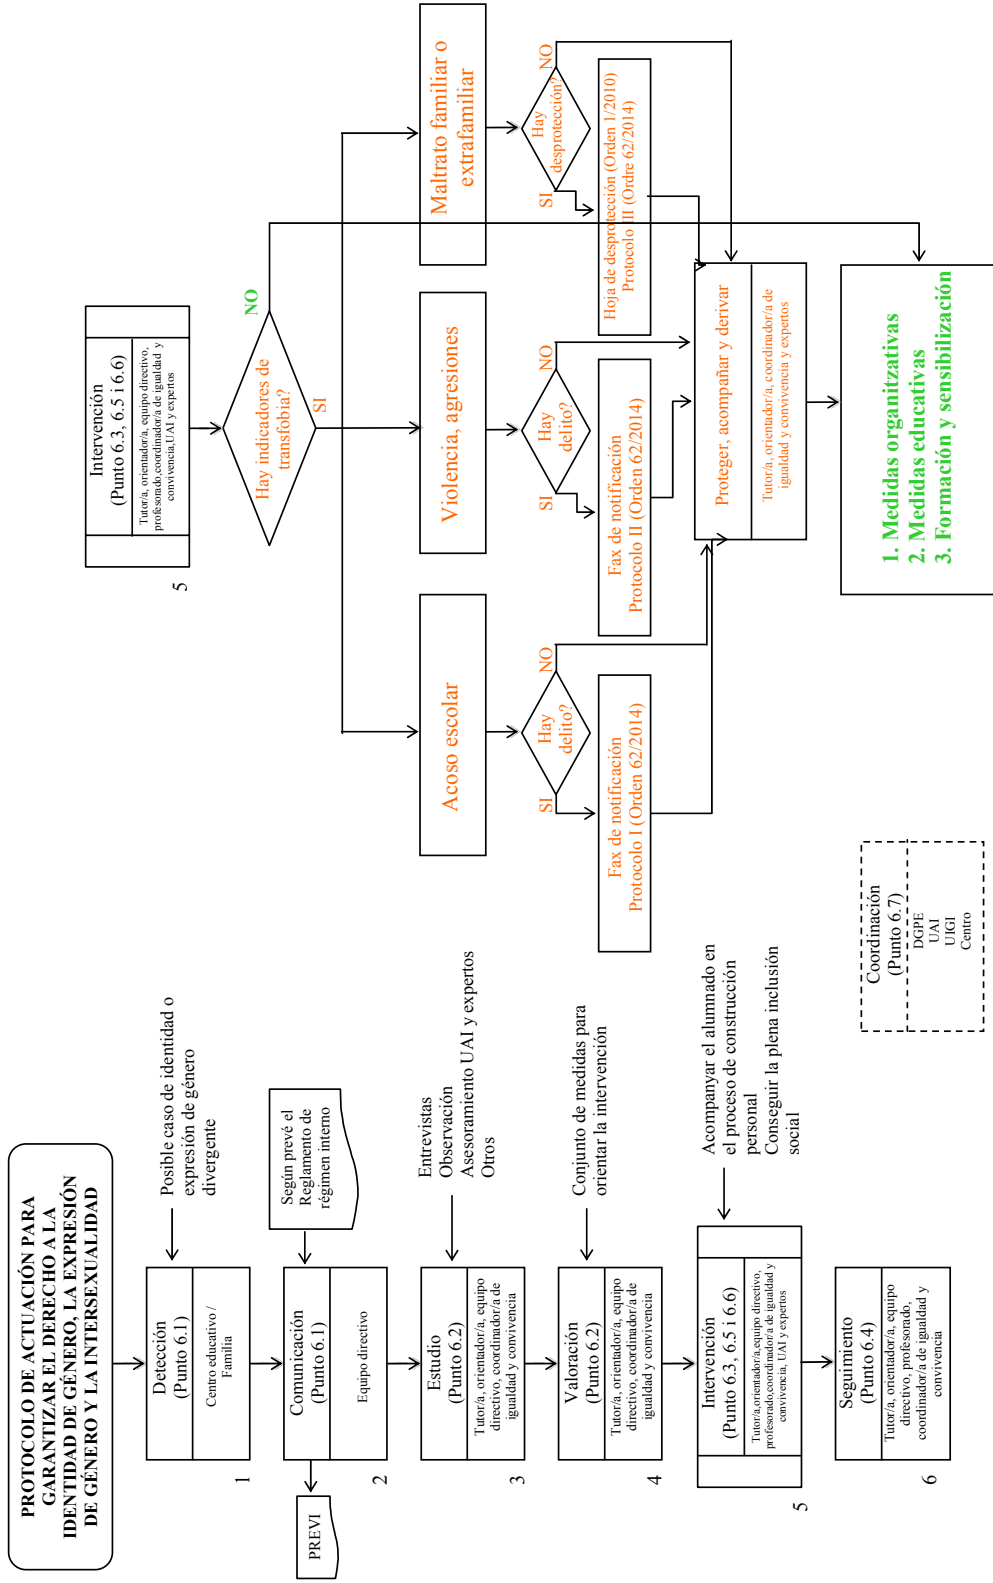 PROTOCOLO DE ACTUACIÓN PARA
GARANTIZAR EL DERECHO A LA
IDENTIDAD DE GÉNERO, LA EXPRESIÓN
DE GÉNERO Y LA INTERSEXUALIDAD
Detección
(Punto 6.1)
Centro educativo /
Familia
1
Posible caso de identidad o
expresión de género
divergente
PREVI
Comunicación
(Punto 6.1)
Equipo directivo
2
Según prevé el
Reglamento de
régimen interno
Estudio
(Punto 6.2)
Tutor/a, orientador/a, equipo
directivo, coordinador/a de
igualdad y convivencia
3
Entrevistas
Observación
Asesoramiento UAI y expertos
Otros
Valoración
(Punto 6.2)
Tutor/a, orientador/a, equipo
directivo, coordinador/a de
igualdad y convivencia
4
Conjunto de medidas para
orientar la intervención
Intervención
(Punto 6.3, 6.5 i 6.6)
Tutor/a,orientador/a,equipo directivo,
profesorado,coordinador/a de igualdad y
convivencia, UAI y expertos
5
Acompanyar el alumnado en
el proceso de construcción
personal
Conseguir la plena inclusión
social
Seguimiento
(Punto 6.4)
Tutor/a, orientador/a, equipo
directivo, profesorado,
coordinador/a de igualdad y
convivencia
6
Coordinación
(Punto 6.7)
DGPE
UAI
UIGI
Centro
Intervención
(Punto 6.3, 6.5 i 6.6)
Tutor/a, orientador/a, equipo directivo,
profesorado,coordinador/a de igualdad y
convivencia,UAI y expertos
5
Hay indicadores de
transfobia?
NO
SI
Acoso escolar
Violencia, agresiones
Maltrato familiar o
extrafamiliar
Hay
delito?
SI
NO
Hay
delito?
SI
NO
Hay
desprotección?
SI
NO
Fax de notificación
Protocolo I (Orden 62/2014)
Fax de notificación
Protocolo II (Orden 62/2014)
Hoja de desprotección (Orden 1/2010)
Protocolo III (Ordre 62/2014)
Proteger, acompañar y derivar
Tutor/a, orientador/a, coordinador/a de
igualdad y convivencia y expertos
1. Medidas organitzativas
2. Medidas educativas
3. Formación y sensibilización